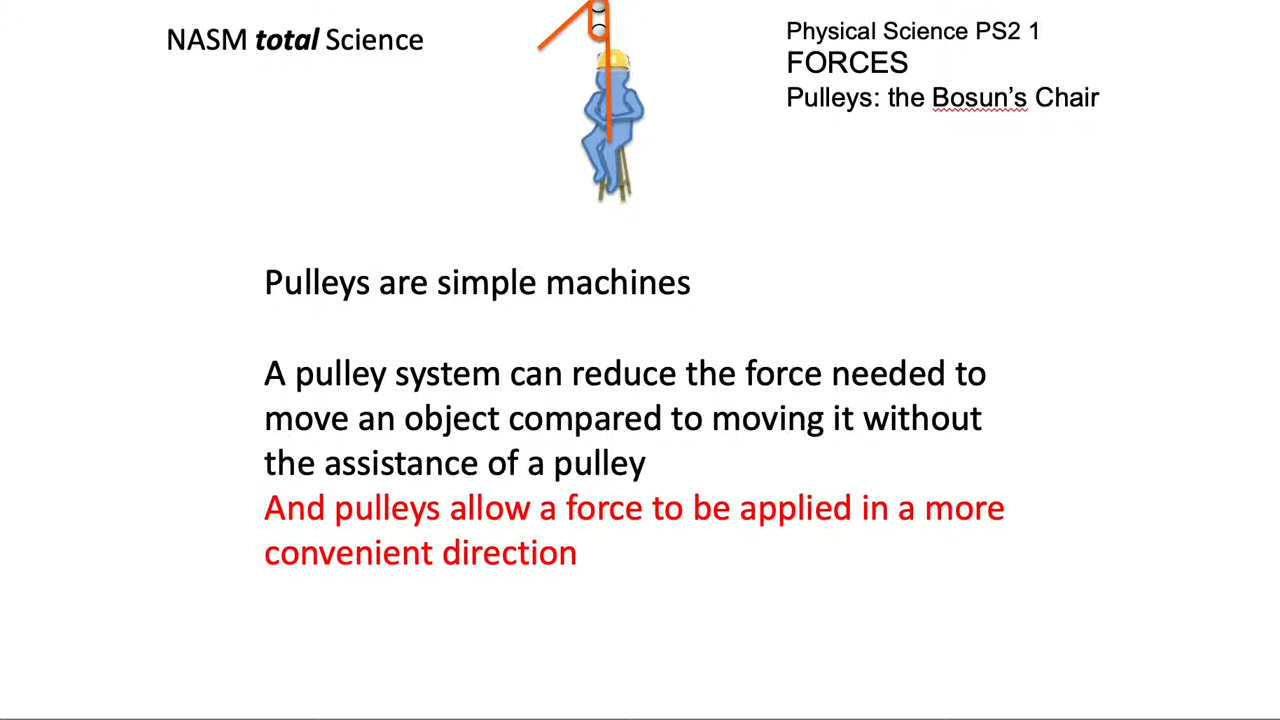 NASM total Science
Physical Science PS2 1
FORCES
Pulleys: the Bosun’s Chair
Pulleys are simple machines
A pulley system can reduce the force needed to
move an object compared to moving it without
the assistance of a pulley
And pulleys allow a force to be applied in a more
convenient direction